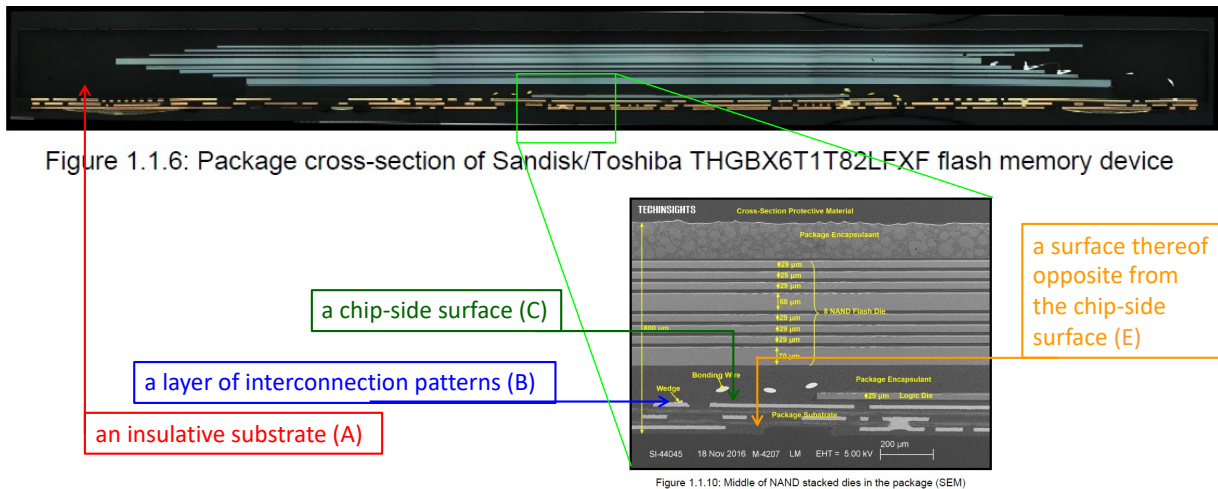 Figure 1.1.6: Package cross-section of Sandisk/Toshiba THGBX6T1T82LFXF flash memory device
TECHINSIGHTS
Cross-Section Protective Material
Package Encapsulaant
29 µm
29 µm
29 µm
68 µm
8 NAND Flash Die
29 µm
800 µm
29 µm
29 µm
70 µm
Bonding Wire
Package Encapsulant
Wedge
29 µm
Logic Die
Package Substrate
200 µm
SI-44045 18 Nov 2016 M-4207 LM EHT = 5.00 kV
Figure 1.1.10: Middle of NAND stacked dies in the package (SEM)
a surface thereof
opposite from
the chip-side
surface (E)
a chip-side surface (C)
a layer of interconnection patterns (B)
an insulative substrate (A)